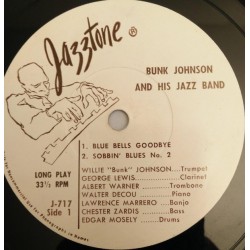 Jazztone ®
BUNK JOHNSON
AND HIS JAZZ BAND
1. BLUE BELLS GOODBYE
2. SOBBIN' BLUES No. 2
LONG PLAY
33⅓ RPM
J-717
Side 1
WILLIE "Bunk" JOHNSON....Trumpet
GEORGE LEWIS..................Clarinet
ALBERT WARNER..............Trombone
WALTER DECOU....................Piano
LAWRENCE MARRERO...........Banjo
CHESTER ZARDIS..................Bass
EDGAR MOSELY..................Drums